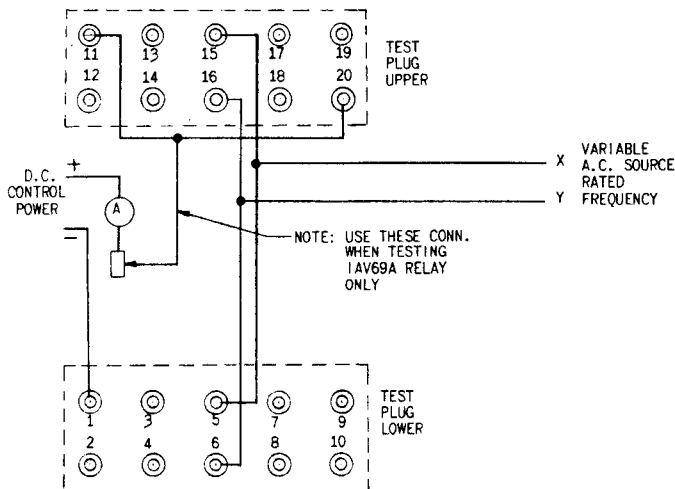 11 13 15 17 19
12 14 16 18 20
TEST
PLUG
UPPER
+
D.C.
CONTROL
POWER
A
−
X VARIABLE
A.C. SOURCE
RATED
Y FREQUENCY
NOTE: USE THESE CONN.
WHEN TESTING
IAV69A RELAY
ONLY
1 3 5 7 9
2 4 6 8 10
TEST
PLUG
LOWER